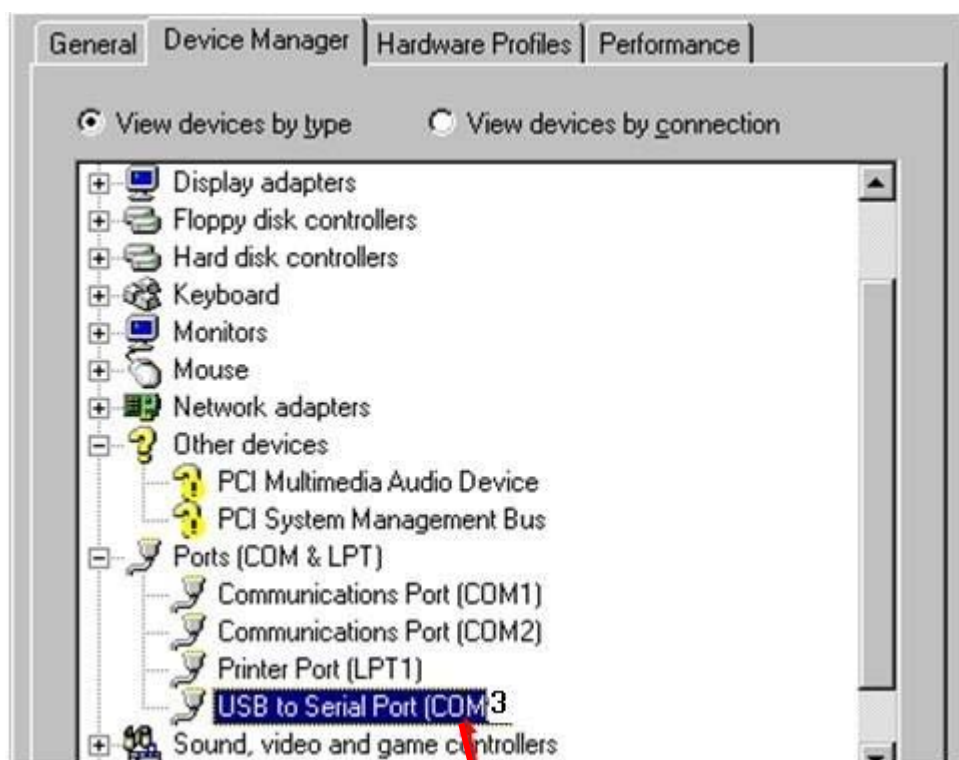 General Device Manager Hardware Profiles Performance
View devices by type View devices by connection
Display adapters
Floppy disk controllers
Hard disk controllers
Keyboard
Monitors
Mouse
Network adapters
Other devices
PCI Multimedia Audio Device
PCI System Management Bus
Ports (COM & LPT)
Communications Port (COM1)
Communications Port (COM2)
Printer Port (LPT1)
USB to Serial Port (COM3
Sound, video and game controllers